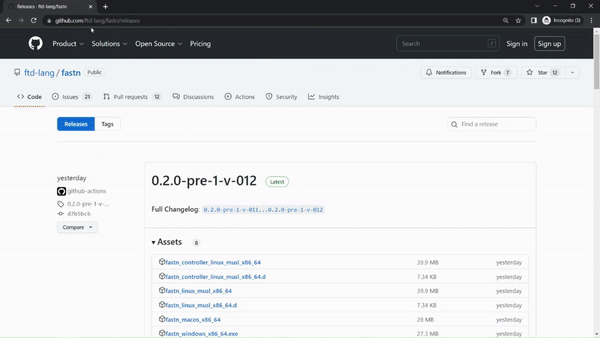 Releases · ftd-lang/fastn
github.com/ftd-lang/fastn/releases
Incognito (3)
Product
Solutions
Open Source
Pricing
Search
/
Sign in
Sign up
ftd-lang / fastn
Public
Notifications
Fork 7
Star 12
Code
Issues 21
Pull requests 12
Discussions
Actions
Security
Insights
Releases
Tags
Find a release
yesterday
github-actions
0.2.0-pre-1-v-...
d7b5bcb
Compare
0.2.0-pre-1-v-012
Latest
Full Changelog: 0.2.0-pre-1-v-011...0.2.0-pre-1-v-012
Assets 8
fastn_controller_linux_musl_x86_64 39.9 MB yesterday
fastn_controller_linux_musl_x86_64.d 7.34 KB yesterday
fastn_linux_musl_x86_64 39.9 MB yesterday
fastn_linux_musl_x86_64.d 7.34 KB yesterday
fastn_macos_x86_64 28 MB yesterday
fastn_windows_x86_64.exe 27.3 MB yesterday